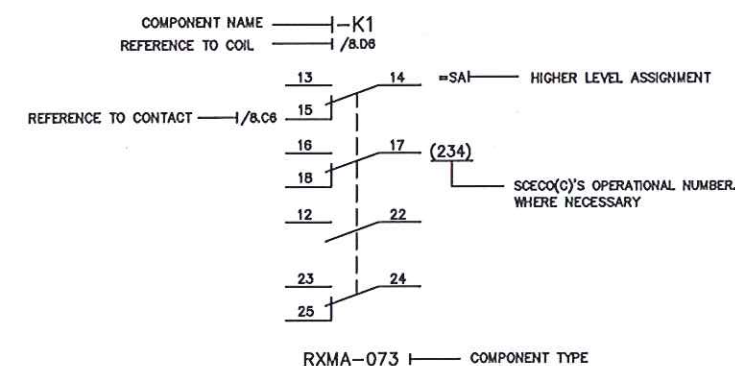 COMPONENT NAME -K1
REFERENCE TO COIL /8.D6
13 14 =SA HIGHER LEVEL ASSIGNMENT
REFERENCE TO CONTACT /8.C6 15
16 17 (234)
18
SCECO(C)'S OPERATIONAL NUMBER.
WHERE NECESSARY
12 22
23 24
25
RXMA-073 COMPONENT TYPE